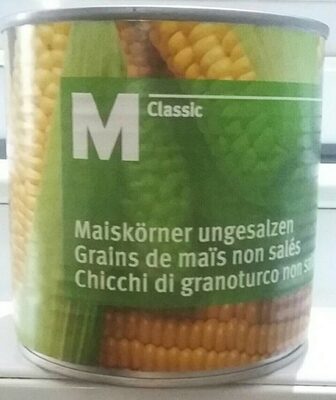 M Classic
Maiskörner ungesalzen
Grains de maïs non salés
Chicchi di granoturco non